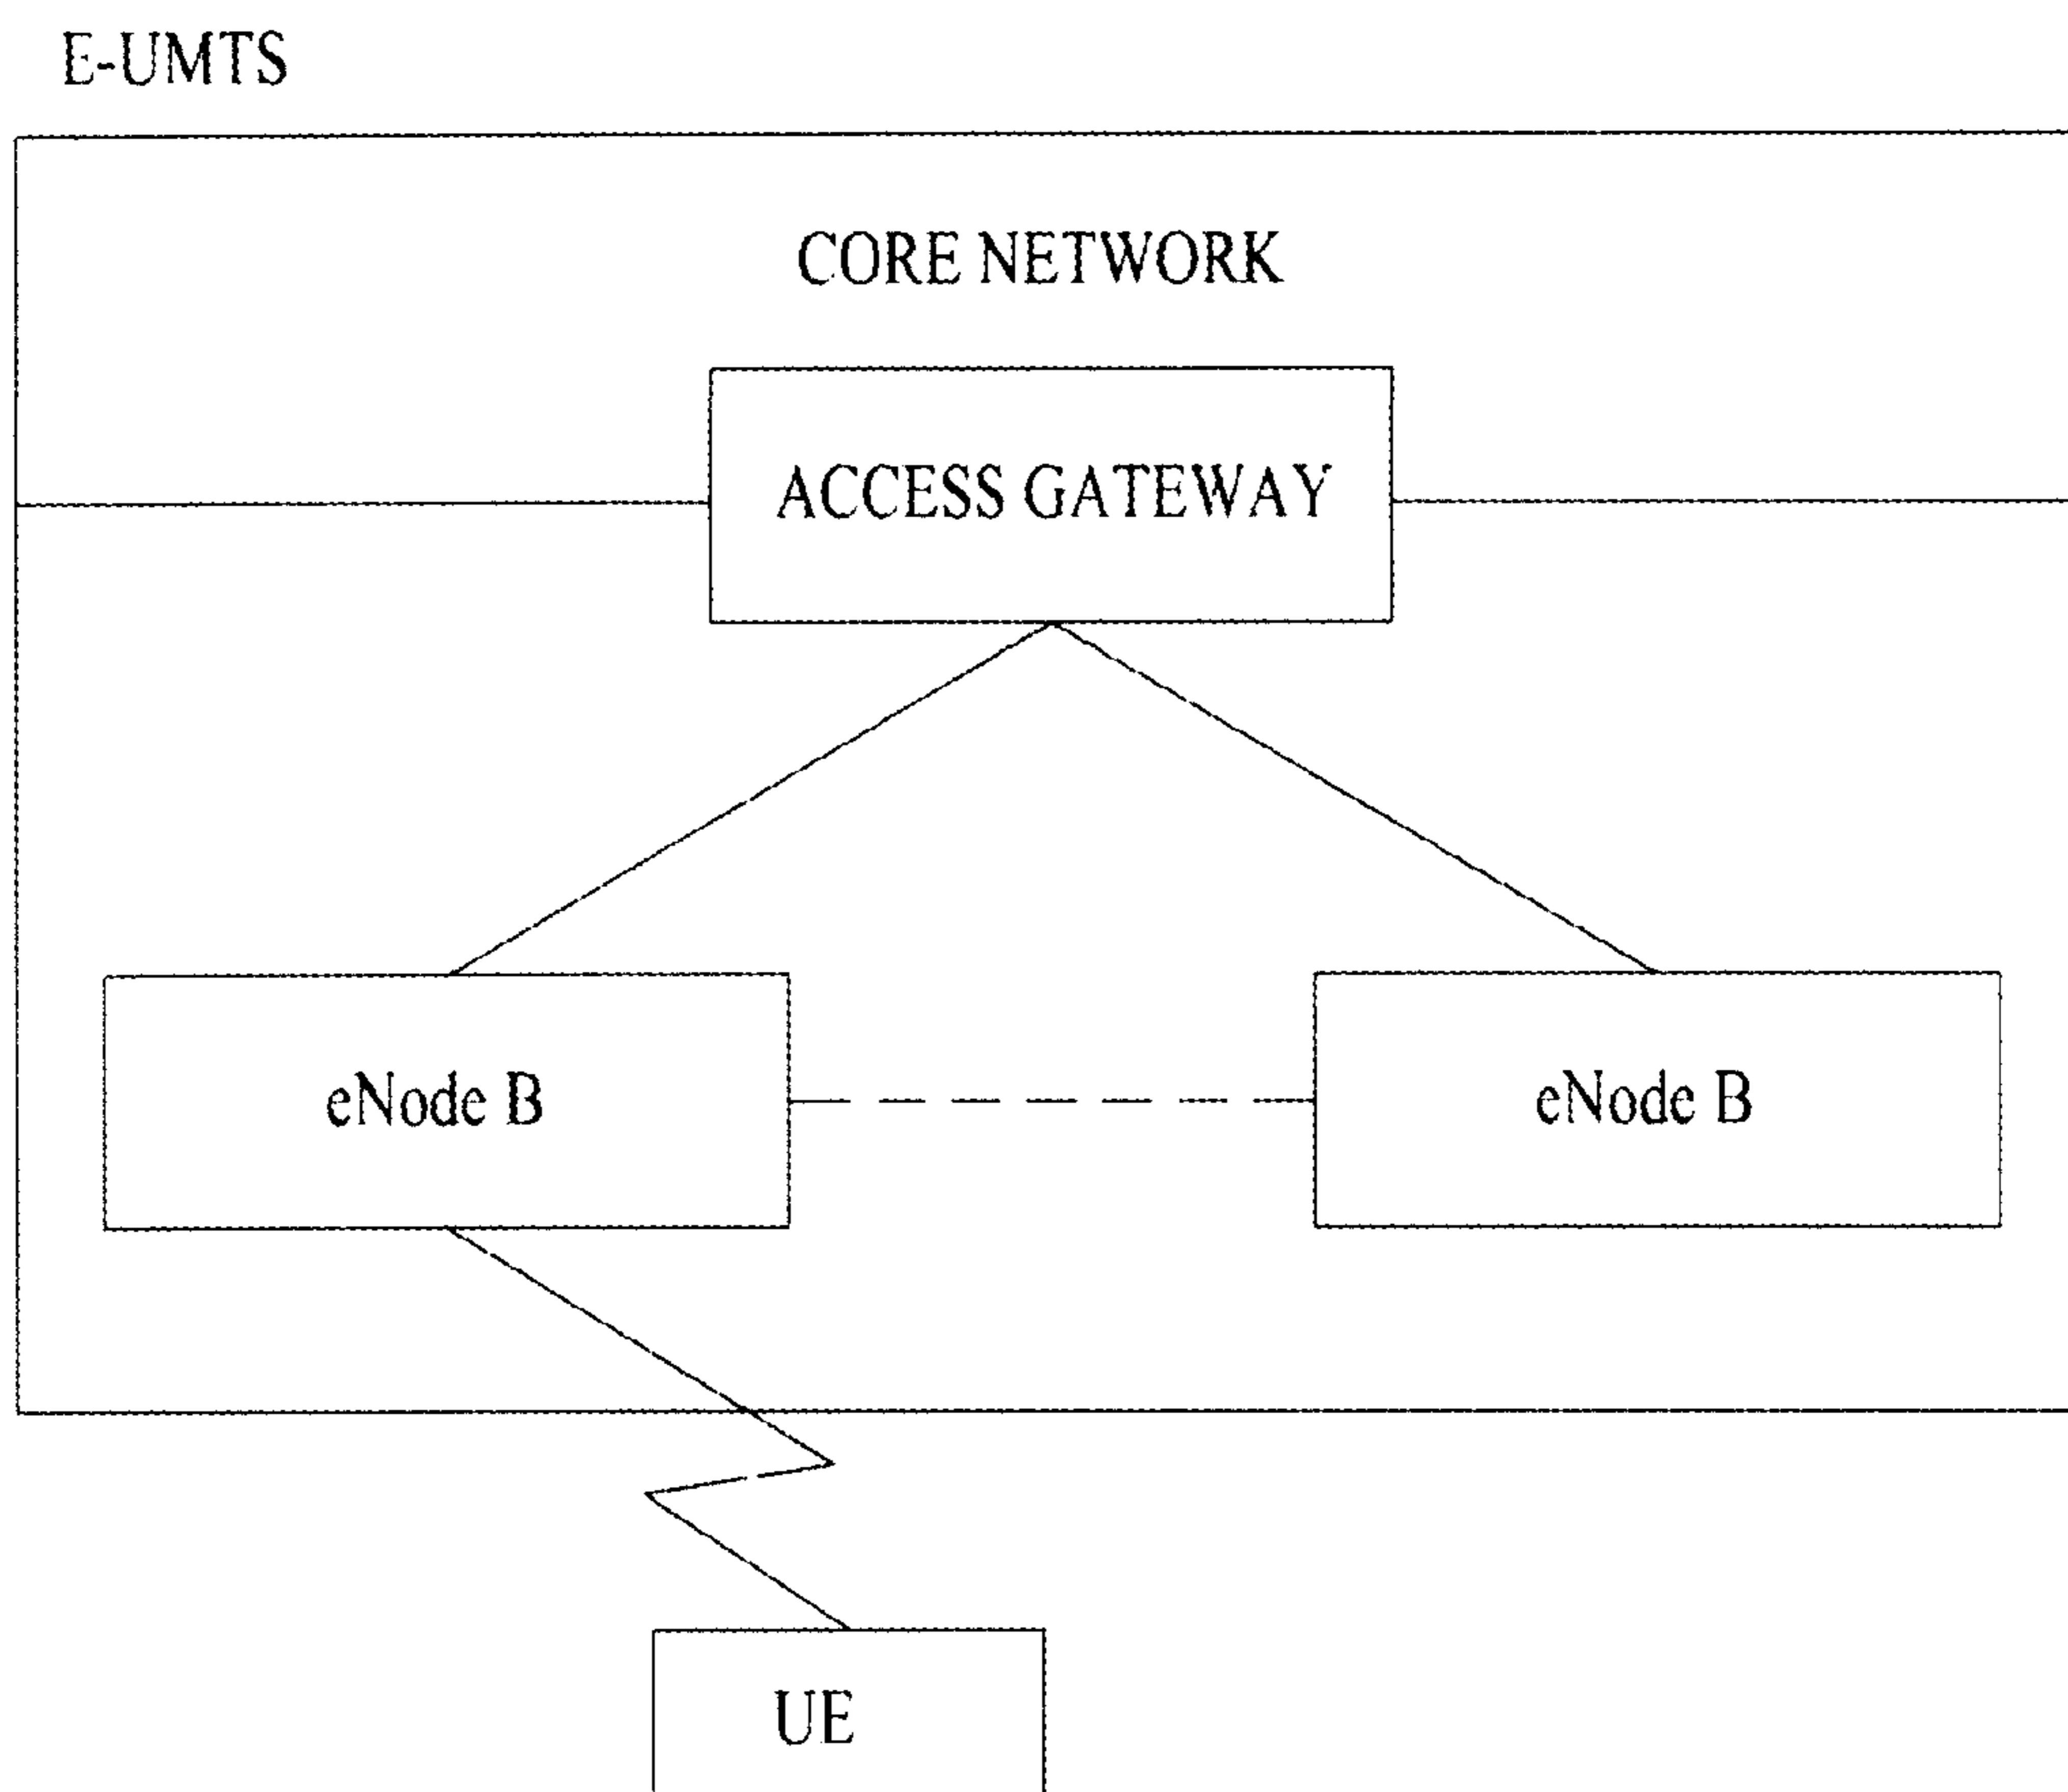 E-UMTS
CORE NETWORK
ACCESS GATEWAY
eNode B
eNode B
UE